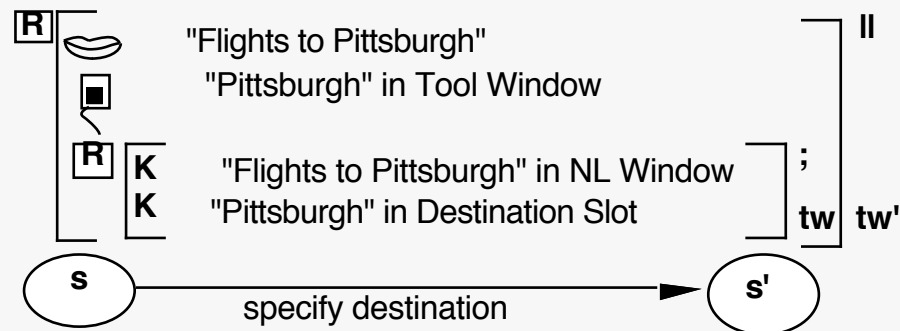 R "Flights to Pittsburgh" ||
"Pittsburgh" in Tool Window
R K "Flights to Pittsburgh" in NL Window ;
K "Pittsburgh" in Destination Slot tw tw'
s s'
specify destination